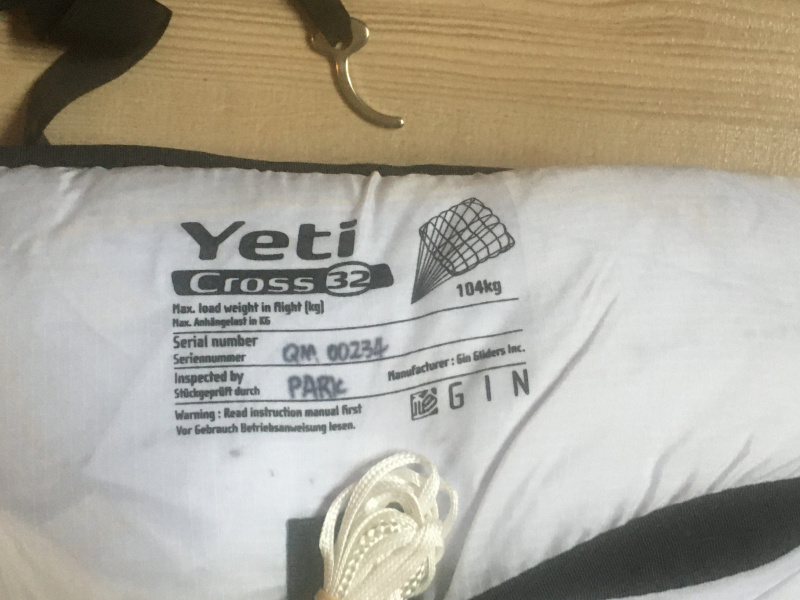 Yeti
Cross 32
104kg
Max. load weight in flight (kg)
Max. Anhängelast in KG
Serial number
Seriennummer
QM 00234
Inspected by
Stückgeprüft durch
PARK
Manufacturer : Gin Gliders Inc.
GIN
Warning : Read instruction manual first
Vor Gebrauch Betriebsanweisung lesen.